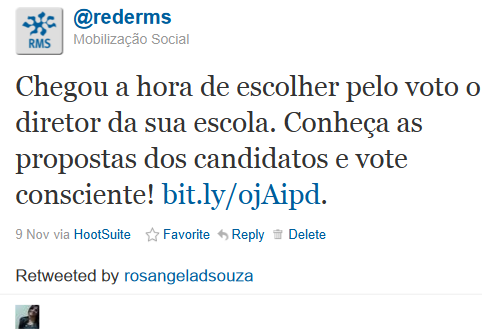 @rederms
RMS
Mobilização Social
Chegou a hora de escolher pelo voto o
diretor da sua escola. Conheça as
propostas dos candidatos e vote
consciente! bit.ly/ojAipd.
9 Nov via HootSuite Favorite Reply Delete
Retweeted by rosangeladsouza